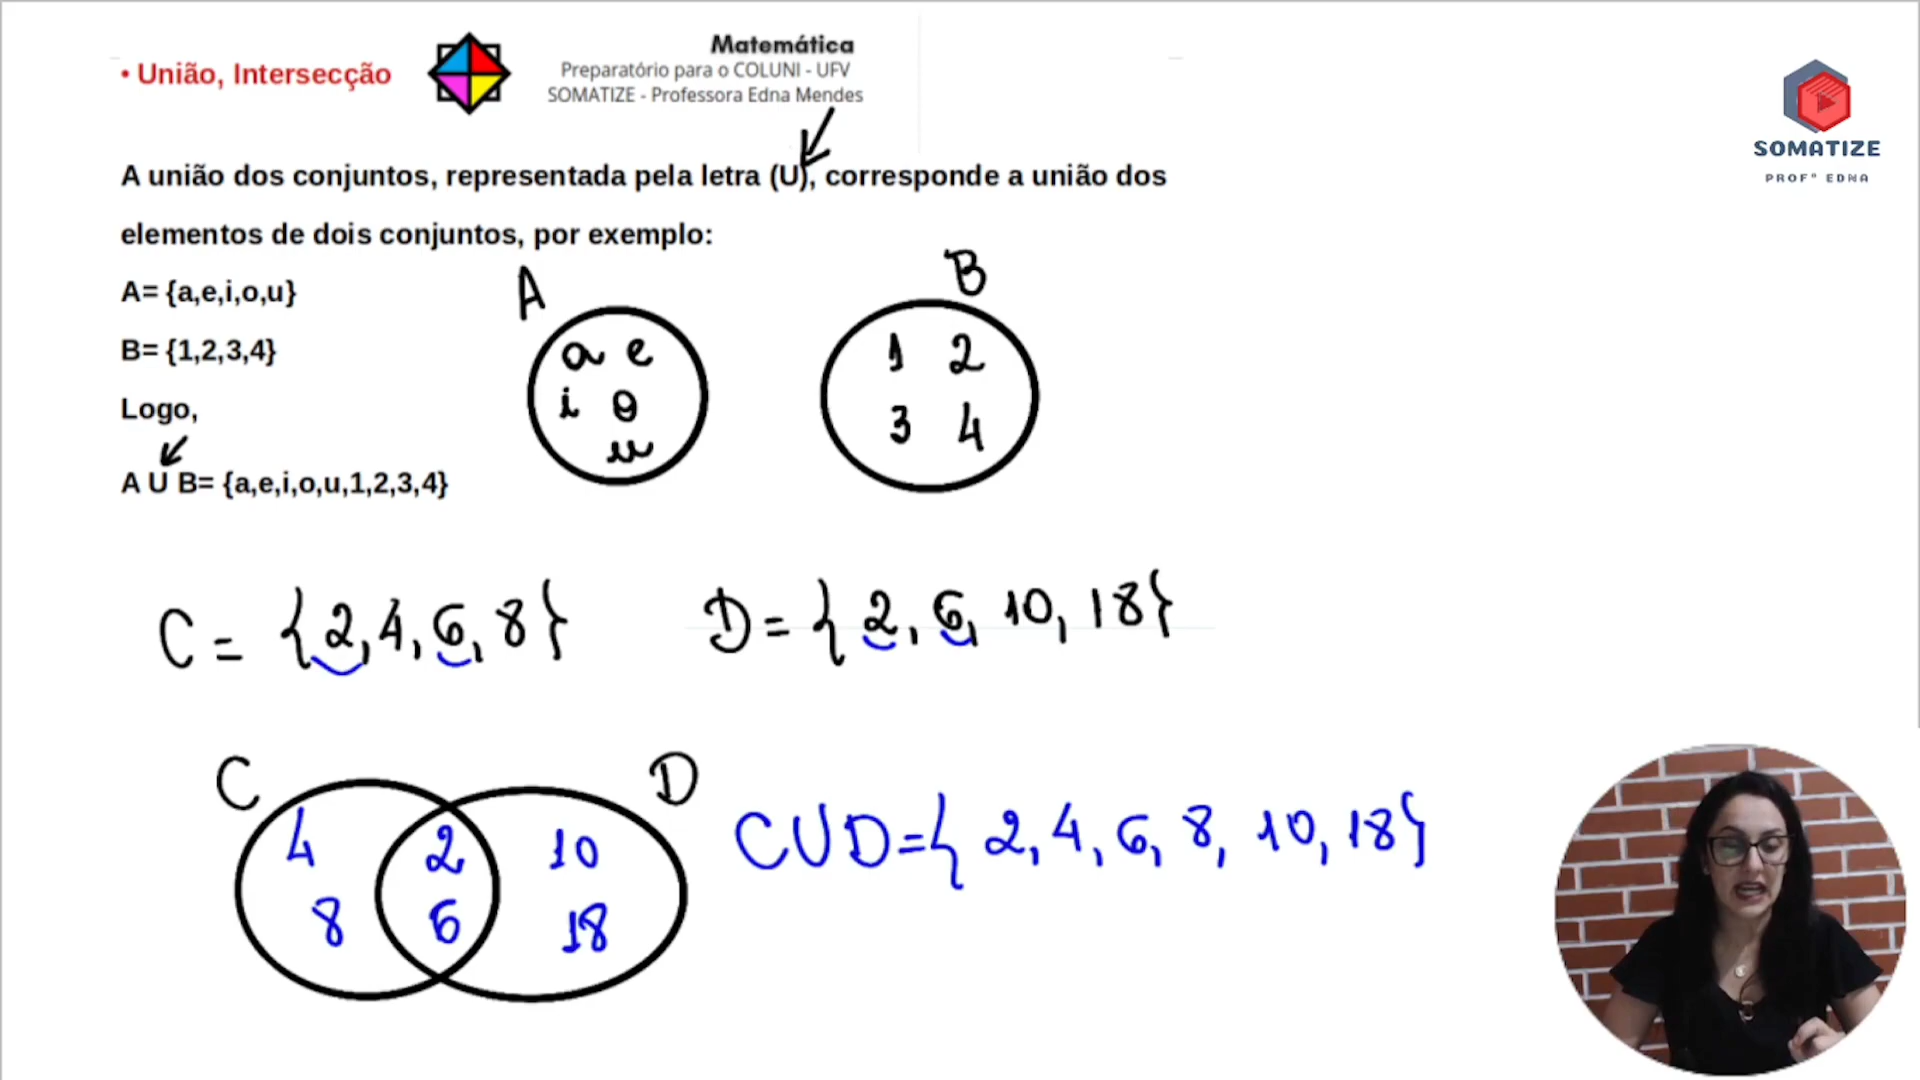 • União, Intersecção
Matemática
Preparatório para o COLUNI - UFV
SOMATIZE - Professora Edna Mendes
SOMATIZE
PROFª EDNA
A união dos conjuntos, representada pela letra (U), corresponde a união dos
elementos de dois conjuntos, por exemplo:
A= {a,e,i,o,u}
B= {1,2,3,4}
Logo,
A U B= {a,e,i,o,u,1,2,3,4}
A
a e
i o
u
B
1 2
3 4
C = {2,4,6,8}
D = {2,6,10,18}
C
D
4 2 10
8 6 18
CUD={2,4,6,8,10,18}